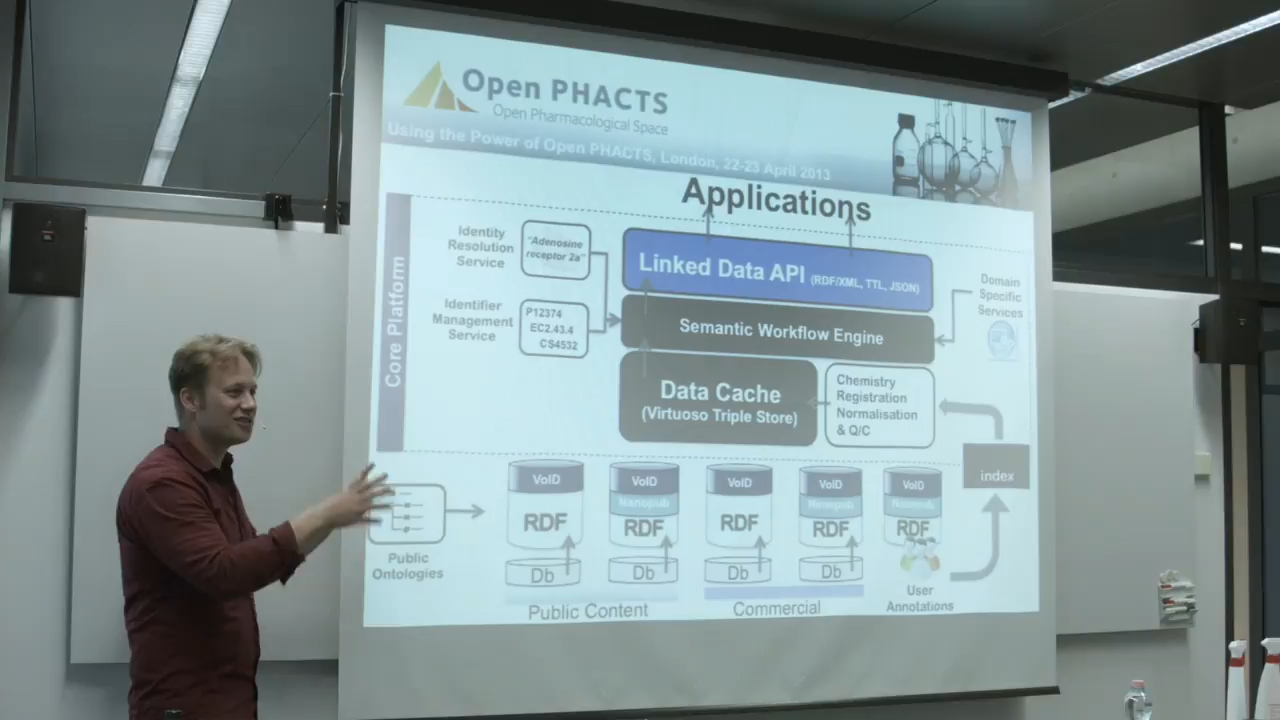 Open PHACTS
Open Pharmacological Space
Using the Power of Open PHACTS, London, 22-23 April 2013
Applications
Core Platform
Identity
Resolution
Service
"Adenosine
receptor 2a"
Linked Data API (RDF/XML, TTL, JSON)
Domain
Specific
Services
Identifier
Management
Service
P12374
EC2.43.4
CS4532
Semantic Workflow Engine
Data Cache
(Virtuoso Triple Store)
Chemistry
Registration
Normalisation
& Q/C
index
VoID
RDF
Db
VoID
Nanopub
RDF
Db
VoID
RDF
Db
VoID
Nanopub
RDF
Db
VoID
Nanopub
RDF
Public
Ontologies
Public Content
Commercial
User
Annotations